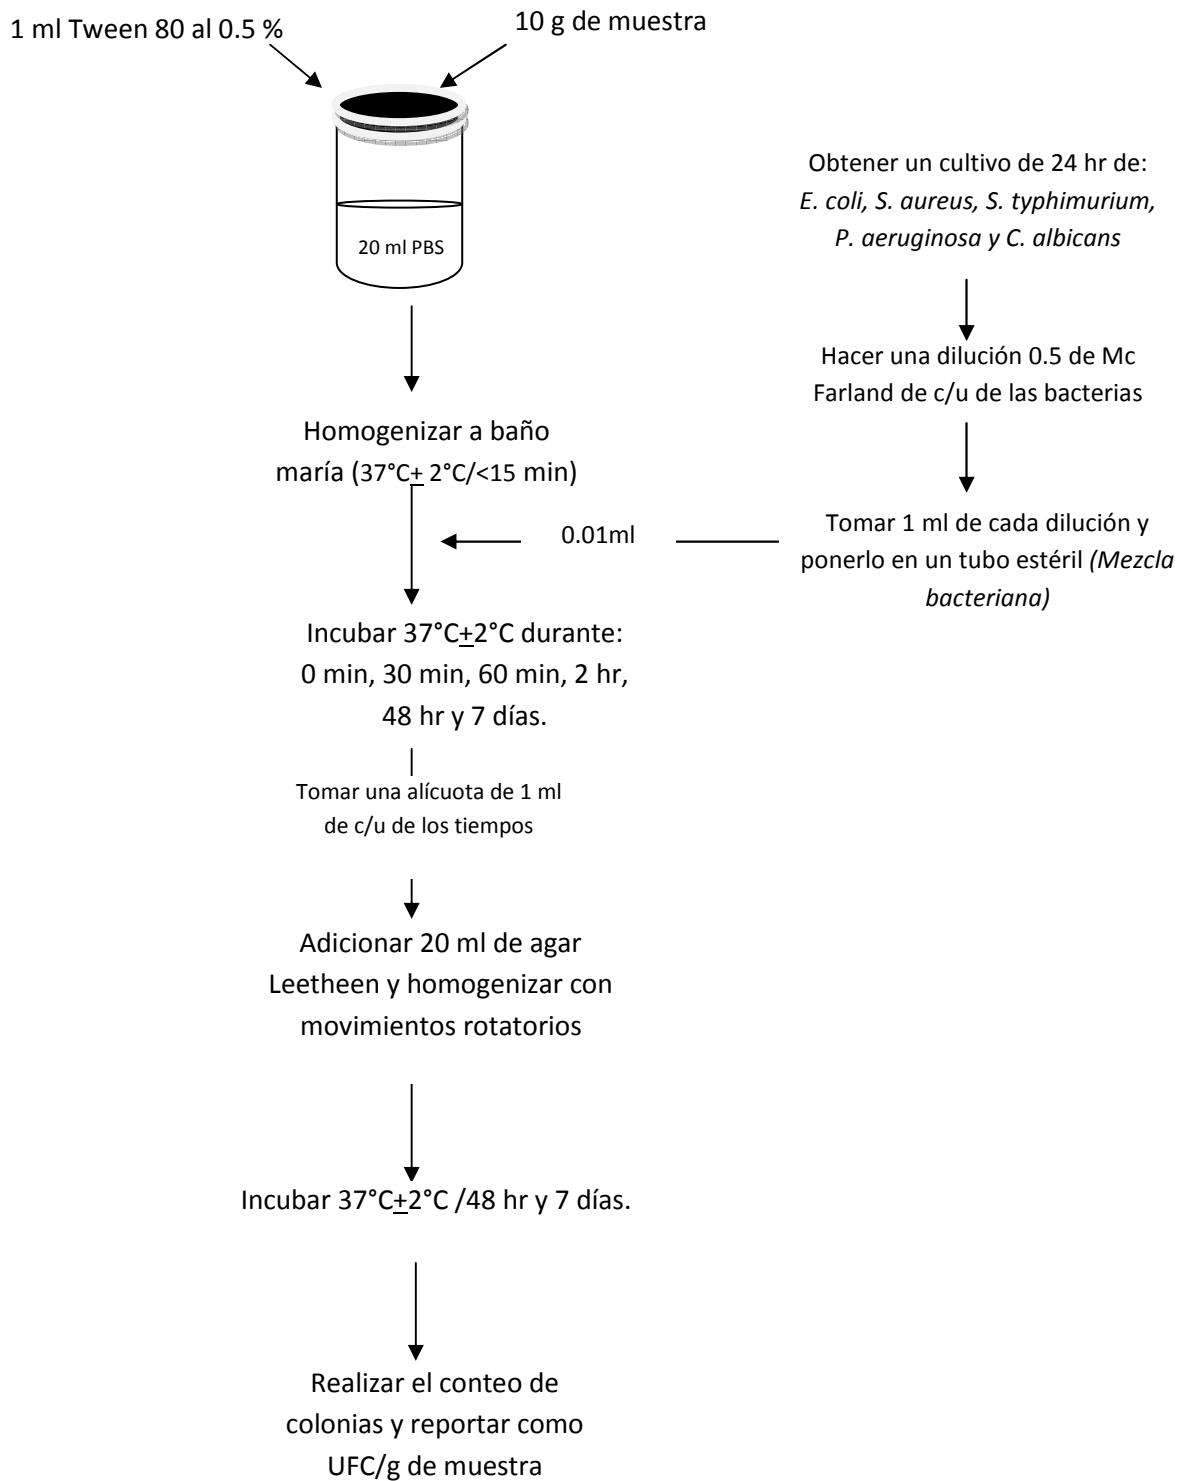 1 ml Tween 80 al 0.5 %
10 g de muestra
20 ml PBS
Obtener un cultivo de 24 hr de:
E. coli, S. aureus, S. typhimurium,
P. aeruginosa y C. albicans
Hacer una dilución 0.5 de Mc
Farland de c/u de las bacterias
Homogenizar a baño
maría (37°C+ 2°C/<15 min)
Tomar 1 ml de cada dilución y
ponerlo en un tubo estéril (Mezcla
bacteriana)
0.01ml
Incubar 37°C+2°C durante:
0 min, 30 min, 60 min, 2 hr,
48 hr y 7 días.
Tomar una alícuota de 1 ml
de c/u de los tiempos
Adicionar 20 ml de agar
Leetheen y homogenizar con
movimientos rotatorios
Incubar 37°C+2°C /48 hr y 7 días.
Realizar el conteo de
colonias y reportar como
UFC/g de muestra